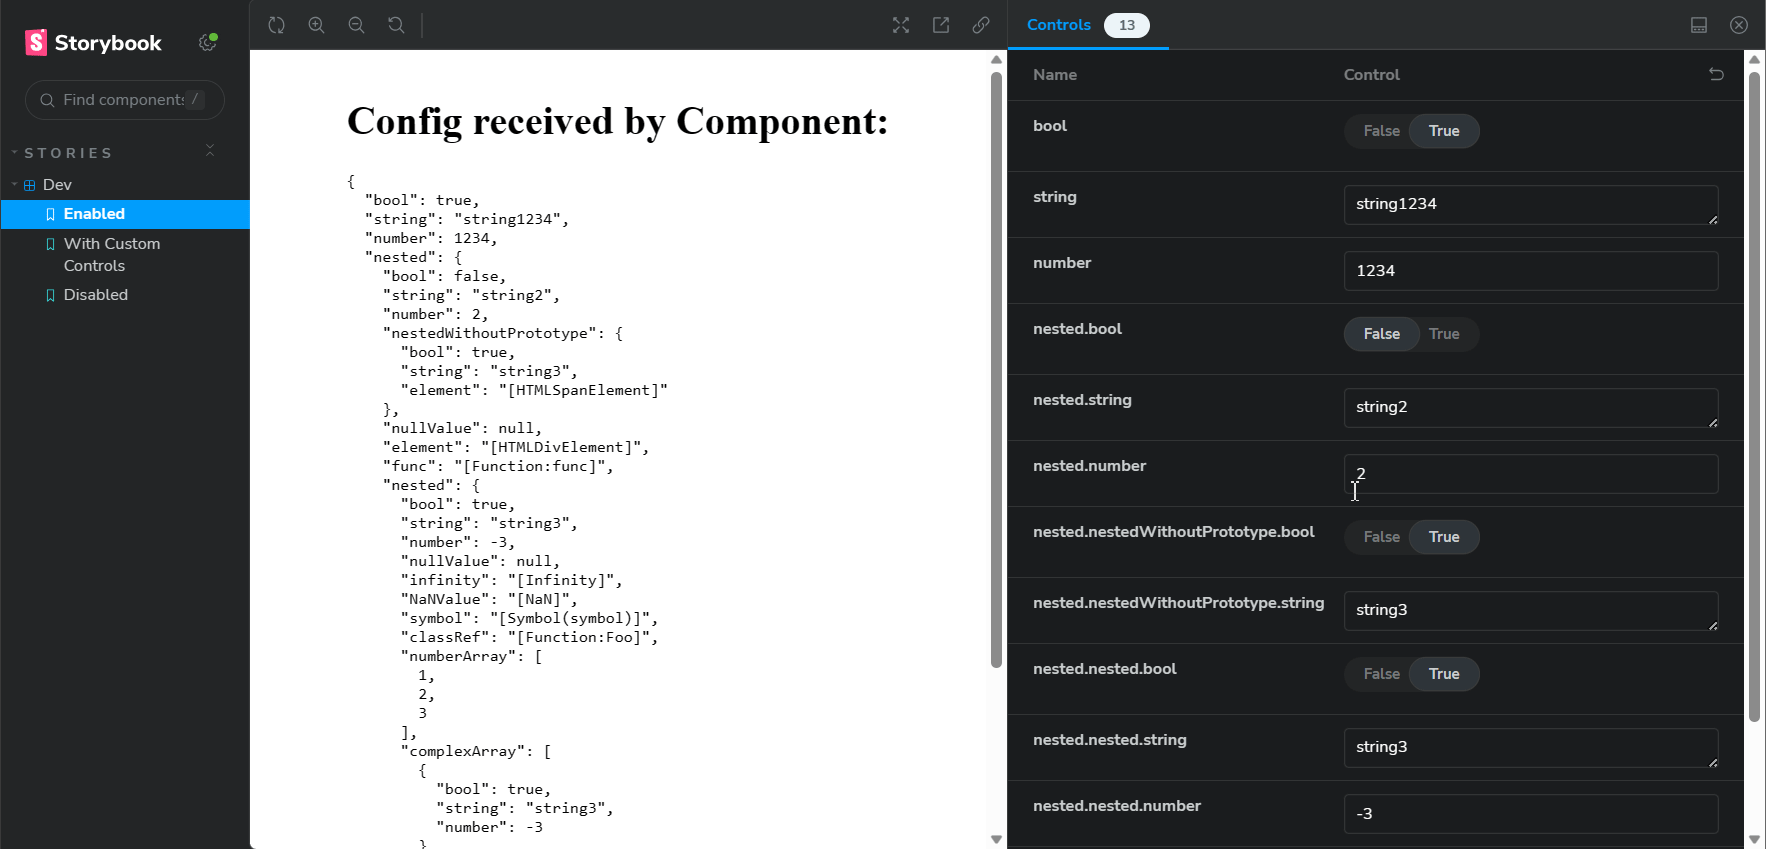 Storybook
Find components /
STORIES
Dev
Enabled
With Custom
Controls
Disabled
Config received by Component:
{
  "bool": true,
  "string": "string1234",
  "number": 1234,
  "nested": {
    "bool": false,
    "string": "string2",
    "number": 2,
    "nestedWithoutPrototype": {
      "bool": true,
      "string": "string3",
      "element": "[HTMLSpanElement]"
    },
    "nullValue": null,
    "element": "[HTMLDivElement]",
    "func": "[Function:func]",
    "nested": {
      "bool": true,
      "string": "string3",
      "number": -3,
      "nullValue": null,
      "infinity": "[Infinity]",
      "NaNValue": "[NaN]",
      "symbol": "[Symbol(symbol)]",
      "classRef": "[Function:Foo]",
      "numberArray": [
        1,
        2,
        3
      ],
      "complexArray": [
        {
          "bool": true,
          "string": "string3",
          "number": -3
        }
Controls 13
Name Control
bool False True
string string1234
number 1234
nested.bool False True
nested.string string2
nested.number 2
nested.nestedWithoutPrototype.bool False True
nested.nestedWithoutPrototype.string string3
nested.nested.bool False True
nested.nested.string string3
nested.nested.number -3